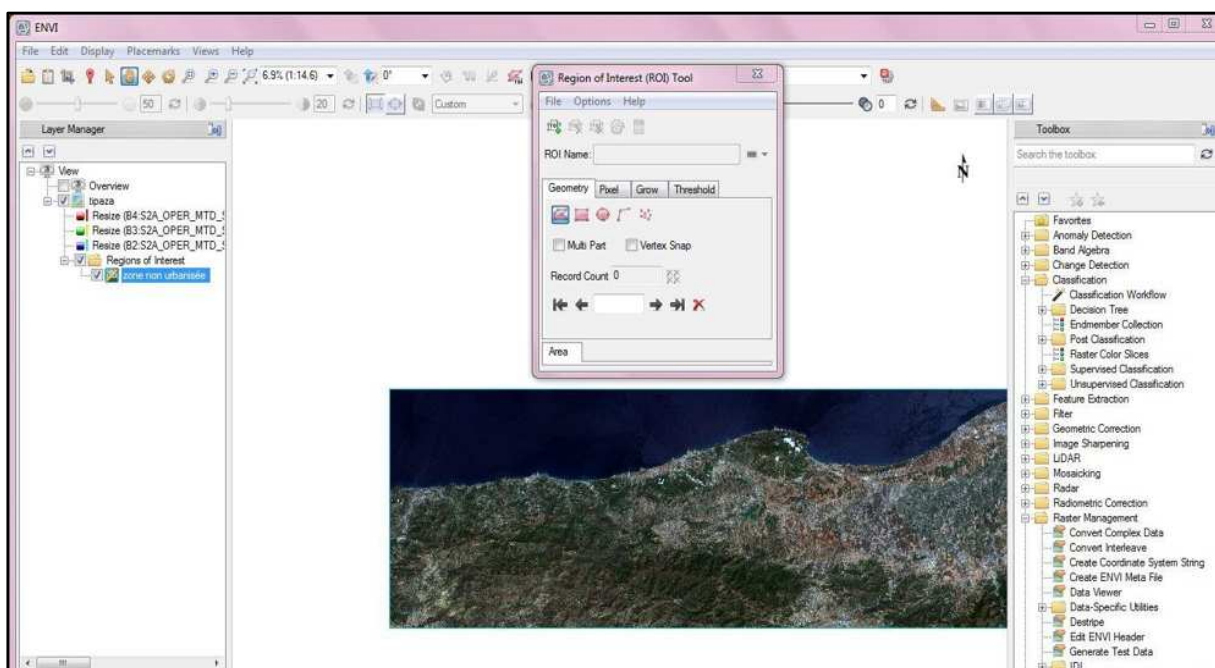 ENVI
File Edit Display Placemarks Views Help
6.9% (1:14.6) 0°
50 20 Custom 0
Layer Manager
View
Overview
tipaza
Resize (B4:S2A_OPER_MTD_S
Resize (B3:S2A_OPER_MTD_S
Resize (B2:S2A_OPER_MTD_S
Regions of Interest
zone non urbanisée
Region of Interest (ROI) Tool
File Options Help
ROI Name:
Geometry Pixel Grow Threshold
Multi Part Vertex Snap
Record Count 0
Area
N
Toolbox
Search the toolbox
Favorites
Anomaly Detection
Band Algebra
Change Detection
Classification
Classification Workflow
Decision Tree
Endmember Collection
Post Classification
Raster Color Slices
Supervised Classification
Unsupervised Classification
Feature Extraction
Filter
Geometric Correction
Image Sharpening
LiDAR
Mosaicking
Radar
Radiometric Correction
Raster Management
Convert Complex Data
Convert Interleave
Create Coordinate System String
Create ENVI Meta File
Data Viewer
Data-Specific Utilities
Destripe
Edit ENVI Header
Generate Test Data
IDL